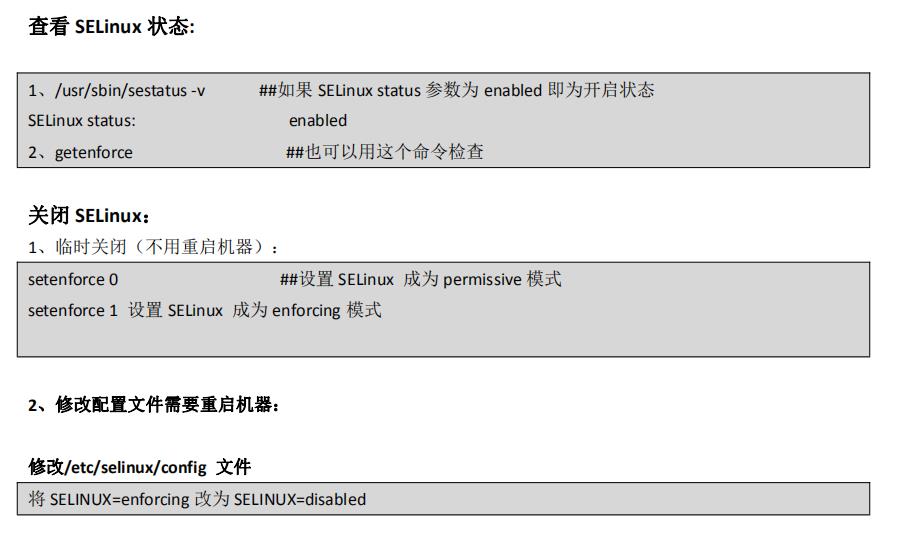 查看 SELinux 状态:
1、/usr/sbin/sestatus -v ##如果 SELinux status 参数为 enabled 即为开启状态
SELinux status: enabled
2、getenforce ##也可以用这个命令检查
关闭 SELinux：
1、临时关闭（不用重启机器）：
setenforce 0 ##设置 SELinux 成为 permissive 模式
setenforce 1 设置 SELinux 成为 enforcing 模式
2、修改配置文件需要重启机器：
修改/etc/selinux/config 文件
将 SELINUX=enforcing 改为 SELINUX=disabled